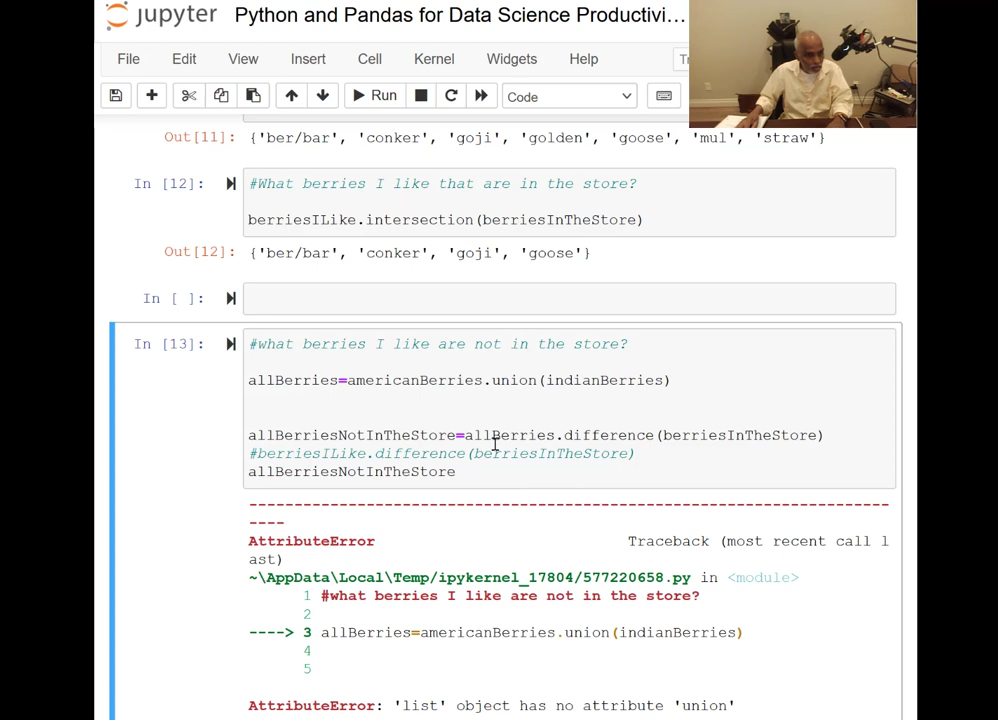 jupyter Python and Pandas for Data Science Productivi...
File Edit View Insert Cell Kernel Widgets Help
Run Code
Out[11]: {'ber/bar', 'conker', 'goji', 'golden', 'goose', 'mul', 'straw'}
In [12]: #What berries I like that are in the store?
berriesILike.intersection(berriesInTheStore)
Out[12]: {'ber/bar', 'conker', 'goji', 'goose'}
In [ ]:
In [13]: #what berries I like are not in the store?
allBerries=americanBerries.union(indianBerries)
allBerriesNotInTheStore=allBerries.difference(berriesInTheStore)
#berriesILike.difference(berriesInTheStore)
allBerriesNotInTheStore
---------------------------------------------------------------------------
----
AttributeError Traceback (most recent call l
ast)
~\AppData\Local\Temp/ipykernel_17804/577220658.py in <module>
1 #what berries I like are not in the store?
2
----> 3 allBerries=americanBerries.union(indianBerries)
4
5
AttributeError: 'list' object has no attribute 'union'